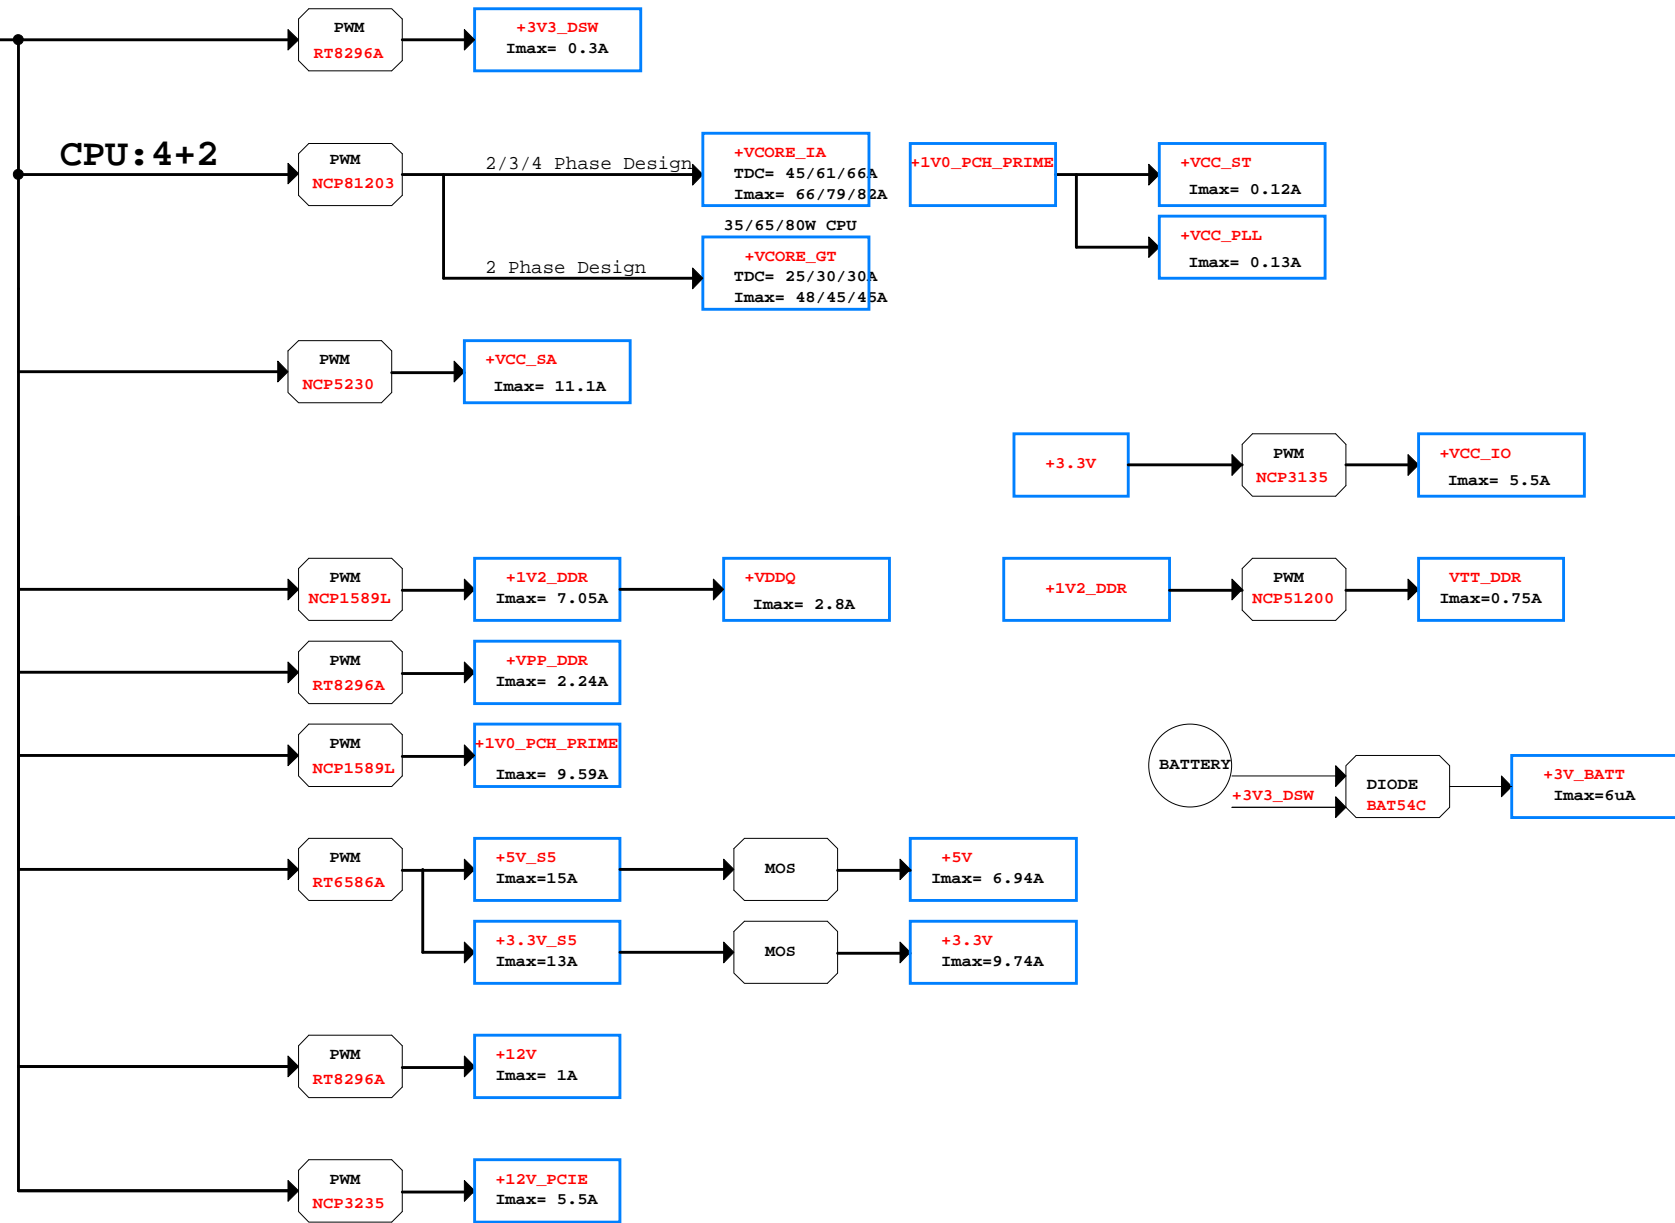 PWM
RT8296A
+3V3_DSW
Imax= 0.3A
CPU:4+2
PWM
NCP81203
2/3/4 Phase Design
+VCORE_IA
TDC= 45/61/66A
Imax= 66/79/82A
35/65/80W CPU
2 Phase Design
+VCORE_GT
TDC= 25/30/30A
Imax= 48/45/45A
+1V0_PCH_PRIME
+VCC_ST
Imax= 0.12A
+VCC_PLL
Imax= 0.13A
PWM
NCP5230
+VCC_SA
Imax= 11.1A
+3.3V
PWM
NCP3135
+VCC_IO
Imax= 5.5A
PWM
NCP1589L
+1V2_DDR
Imax= 7.05A
+VDDQ
Imax= 2.8A
+1V2_DDR
PWM
NCP51200
VTT_DDR
Imax=0.75A
PWM
RT8296A
+VPP_DDR
Imax= 2.24A
PWM
NCP1589L
+1V0_PCH_PRIME
Imax= 9.59A
BATTERY
+3V3_DSW
DIODE
BAT54C
+3V_BATT
Imax=6uA
PWM
RT6586A
+5V_S5
Imax=15A
MOS
+5V
Imax= 6.94A
+3.3V_S5
Imax=13A
MOS
+3.3V
Imax=9.74A
PWM
RT8296A
+12V
Imax= 1A
PWM
NCP3235
+12V_PCIE
Imax= 5.5A